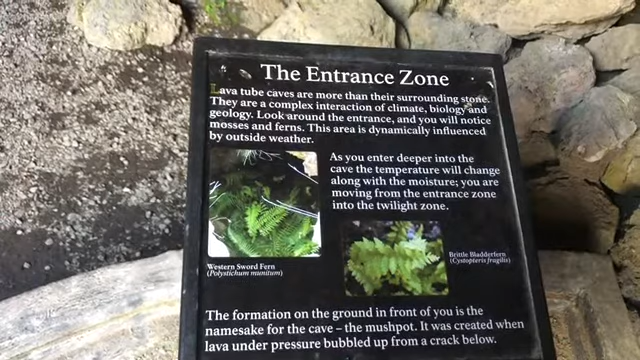 The Entrance Zone
Lava tube caves are more than their surrounding stone.
They are a complex interaction of climate, biology and
geology. Look around the entrance, and you will notice
mosses and ferns. This area is dynamically influenced
by outside weather.
As you enter deeper into the
cave the temperature will change
along with the moisture; you are
moving from the entrance zone
into the twilight zone.
Western Sword Fern
(Polystichum munitum)
Brittle Bladderfern
(Cystopteris fragilis)
The formation on the ground in front of you is the
namesake for the cave – the mushpot. It was created when
lava under pressure bubbled up from a crack below.